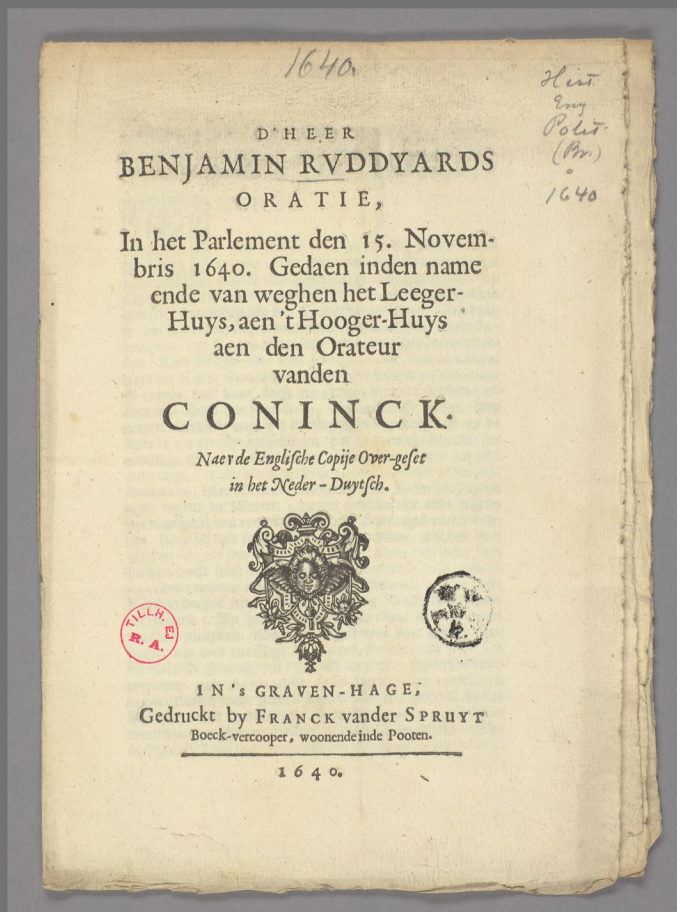 1640.
Hist.
Eng
Polit.
(Br.)
1640
D'HEER
BENJAMIN RVDDYARDS
ORATIE,
In het Parlement den 15. Novem-
bris 1640. Gedaen inden name
ende van weghen het Leeger-
Huys, aen 't Hooger-Huys
aen den Orateur
vanden
CONINCK.
Naer de Engliſche Copije Over-geſet
in het Neder-Duytſch.
TILLH. EJ
R. A.
IN 's GRAVEN-HAGE,
Gedruckt by FRANCK vander SPRUYT
Boeck-vercooper, woonende inde Pooten.
1640.